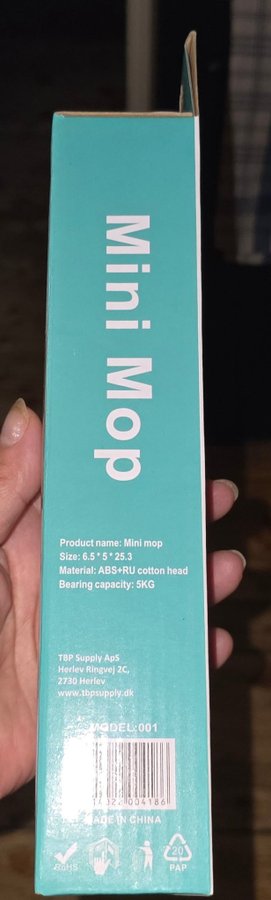 Mini Mop
Product name: Mini mop
Size: 6.5 * 5 * 25.3
Material: ABS+RU cotton head
Bearing capacity: 5KG
TBP Supply ApS
Herlev Ringvej 2C,
2730 Herlev
www.tbpsupply.dk
MODEL:001
MADE IN CHINA
RoHS
20
PAP